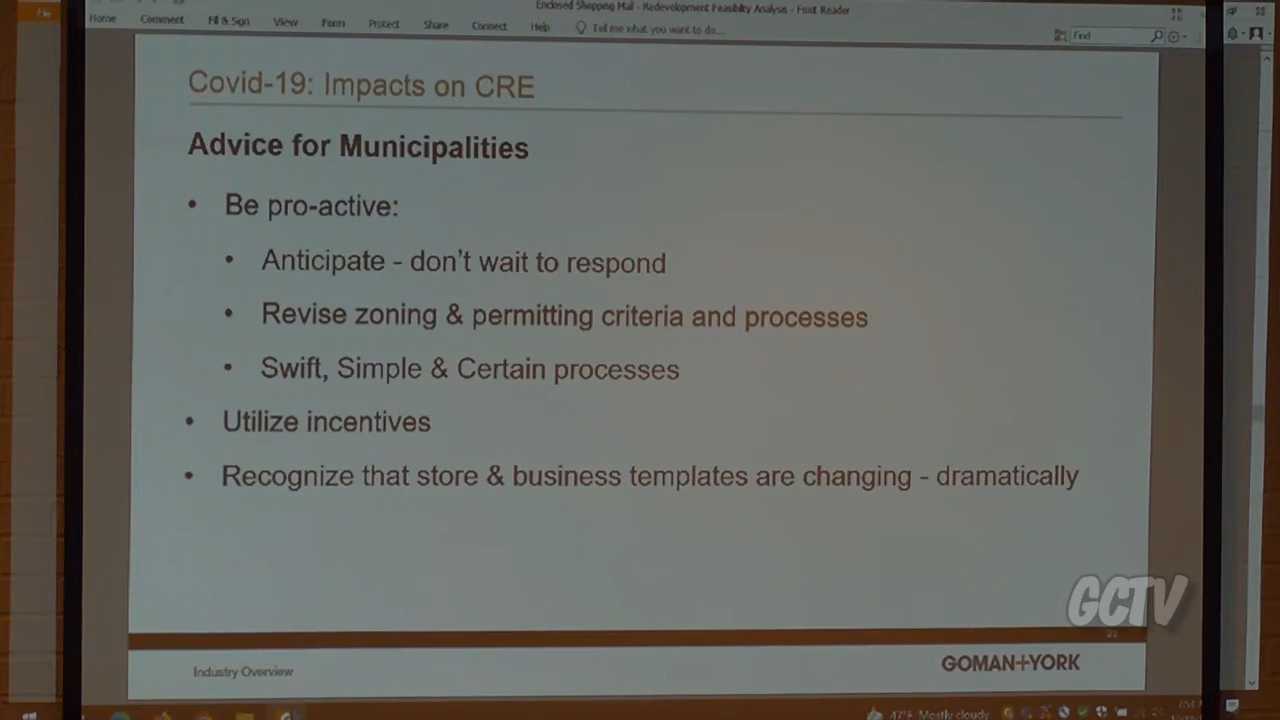 Enclosed Shopping Mall - Redevelopment Feasibility Analysis - Foxit Reader
Home Comment Fill & Sign View Form Protect Share Connect Help Tell me what you want to do... Find
Covid-19: Impacts on CRE
Advice for Municipalities
• Be pro-active:
• Anticipate - don't wait to respond
• Revise zoning & permitting criteria and processes
• Swift, Simple & Certain processes
• Utilize incentives
• Recognize that store & business templates are changing - dramatically
GCTV
Industry Overview
GOMAN+YORK
47°F Mostly cloudy